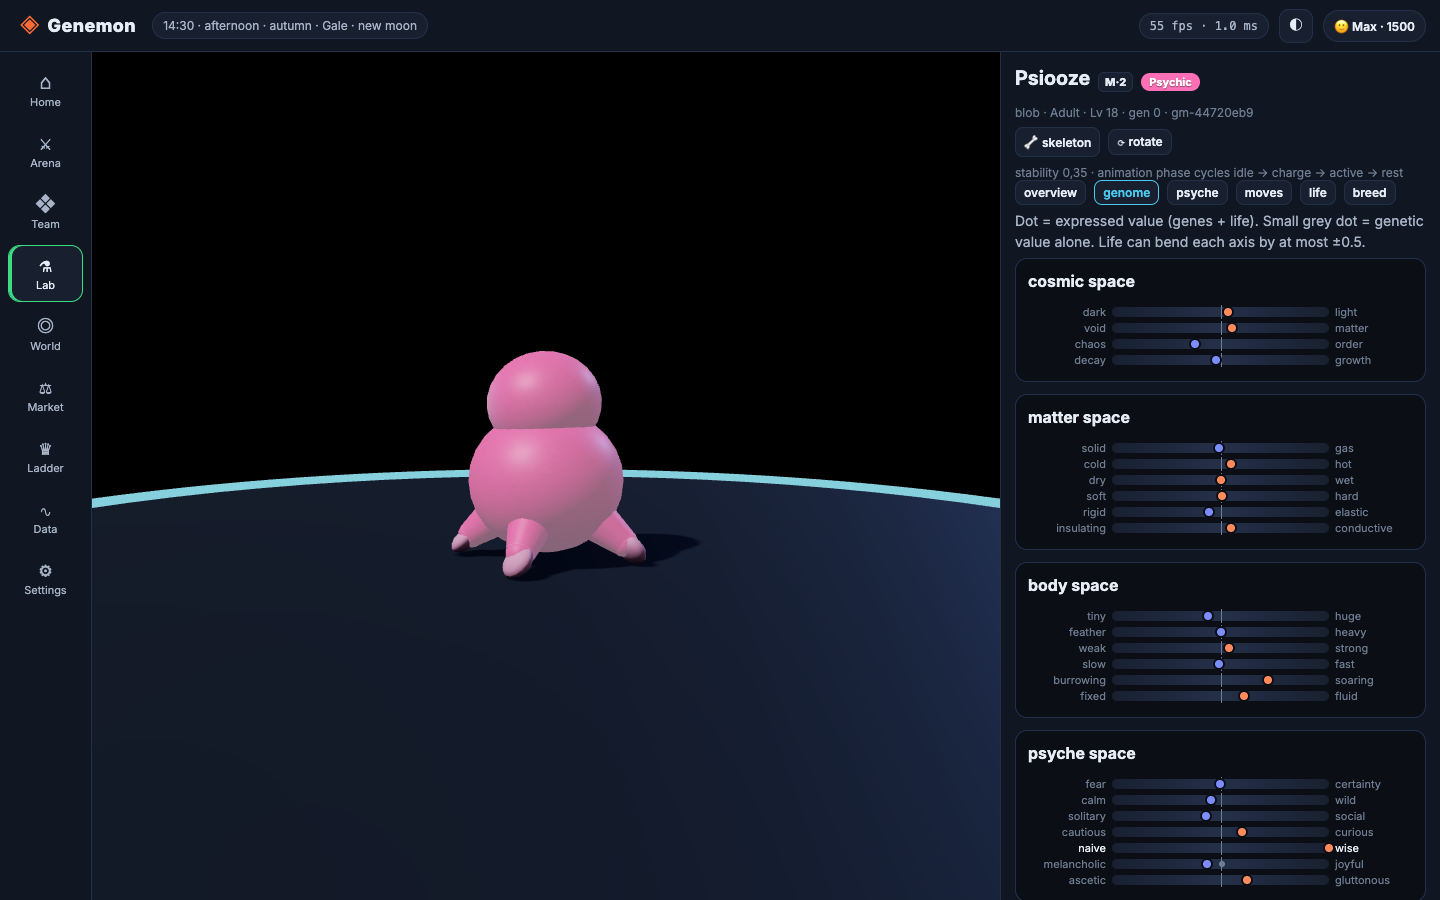 Genemon
14:30 · afternoon · autumn · Gale · new moon
55 fps · 1.0 ms
Max · 1500
Home
Arena
Team
Lab
World
Market
Ladder
Data
Settings
Psiooze M·2 Psychic
blob · Adult · Lv 18 · gen 0 · gm-44720eb9
skeleton rotate
stability 0,35 · animation phase cycles idle → charge → active → rest
overview genome psyche moves life breed
Dot = expressed value (genes + life). Small grey dot = genetic
value alone. Life can bend each axis by at most ±0.5.
cosmic space
dark light
void matter
chaos order
decay growth
matter space
solid gas
cold hot
dry wet
soft hard
rigid elastic
insulating conductive
body space
tiny huge
feather heavy
weak strong
slow fast
burrowing soaring
fixed fluid
psyche space
fear certainty
calm wild
solitary social
cautious curious
naive wise
melancholic joyful
ascetic gluttonous